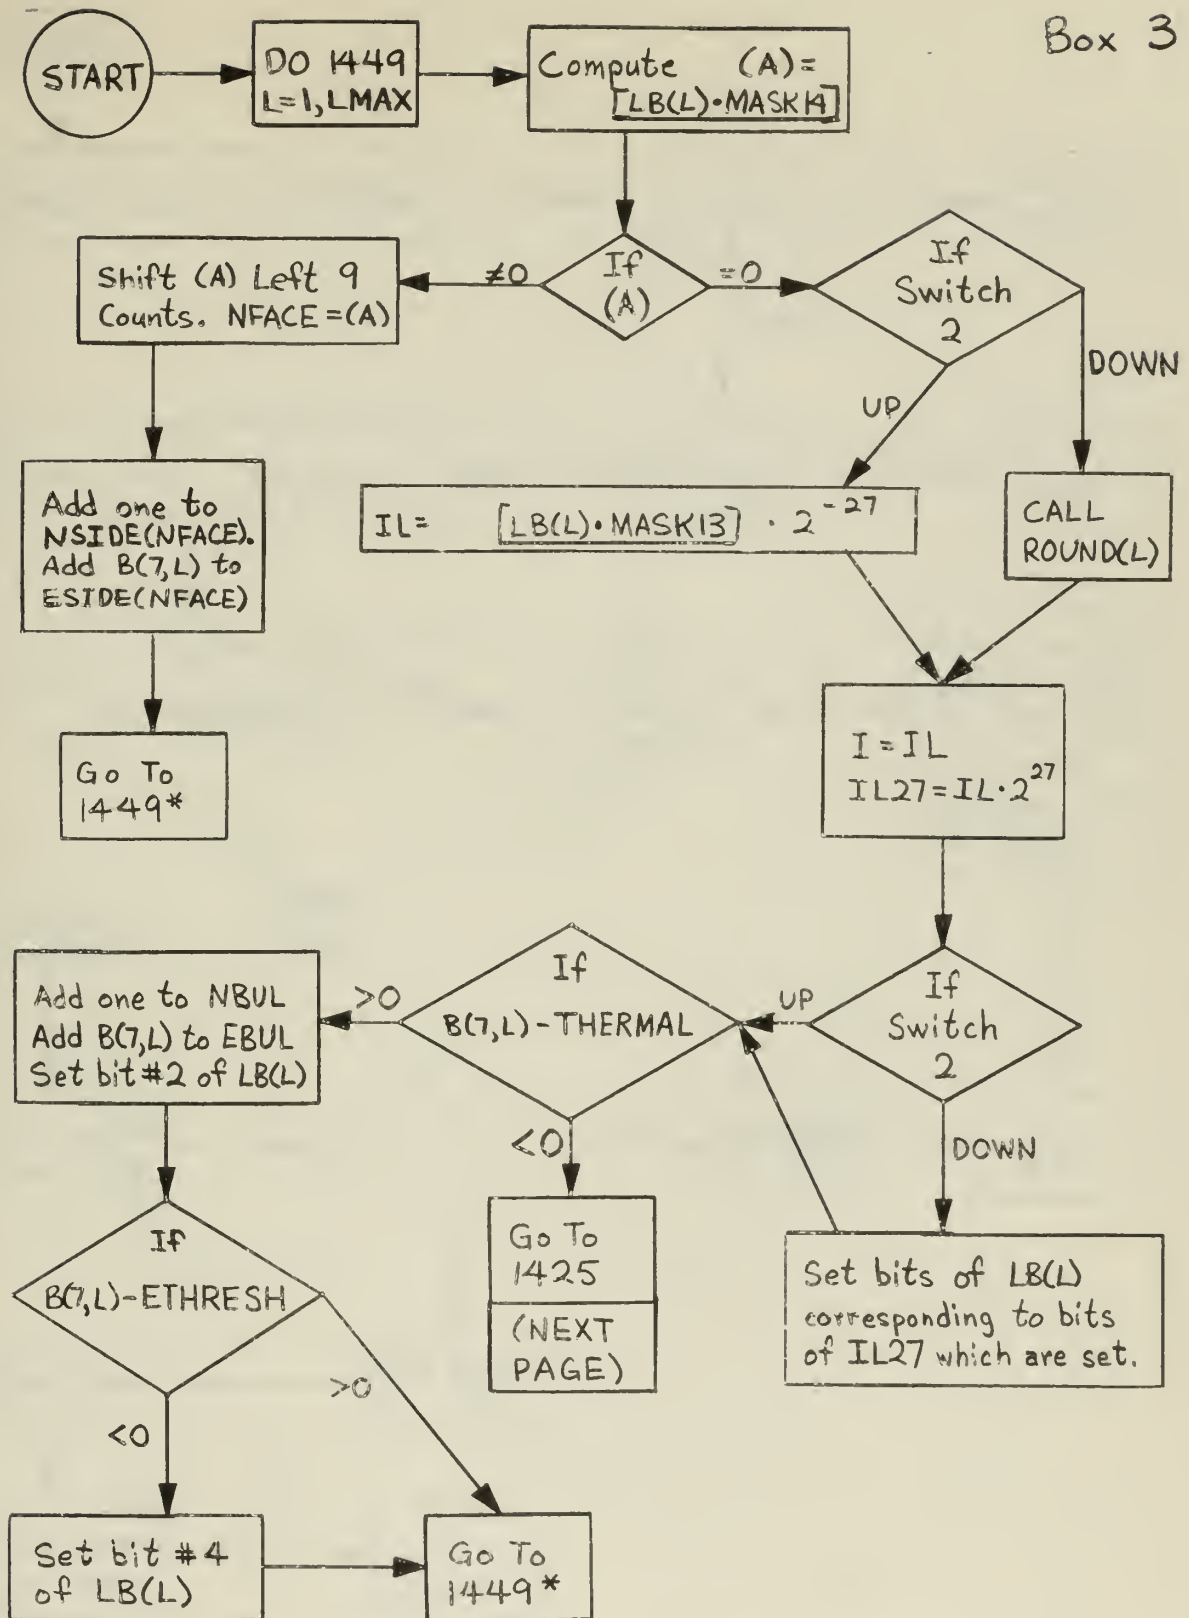 Box 3
START
DO 1449
L=1, LMAX
Compute (A)=
[LB(L)·MASK14]
If
(A)
≠0
=0
Shift (A) Left 9
Counts. NFACE=(A)
If
Switch
2
UP
DOWN
Add one to
NSIDE(NFACE).
Add B(7,L) to
ESIDE(NFACE)
IL= [LB(L)·MASK13] · 2^-27
CALL
ROUND(L)
Go To
1449*
I=IL
IL27=IL·2^27
If
Switch
2
UP
DOWN
If
B(7,L)-THERMAL
>0
<0
Add one to NBUL
Add B(7,L) to EBUL
Set bit #2 of LB(L)
Go To
1425
(NEXT
PAGE)
Set bits of LB(L)
corresponding to bits
of IL27 which are set.
If
B(7,L)-ETHRESH
>0
<0
Set bit #4
of LB(L)
Go To
1449*